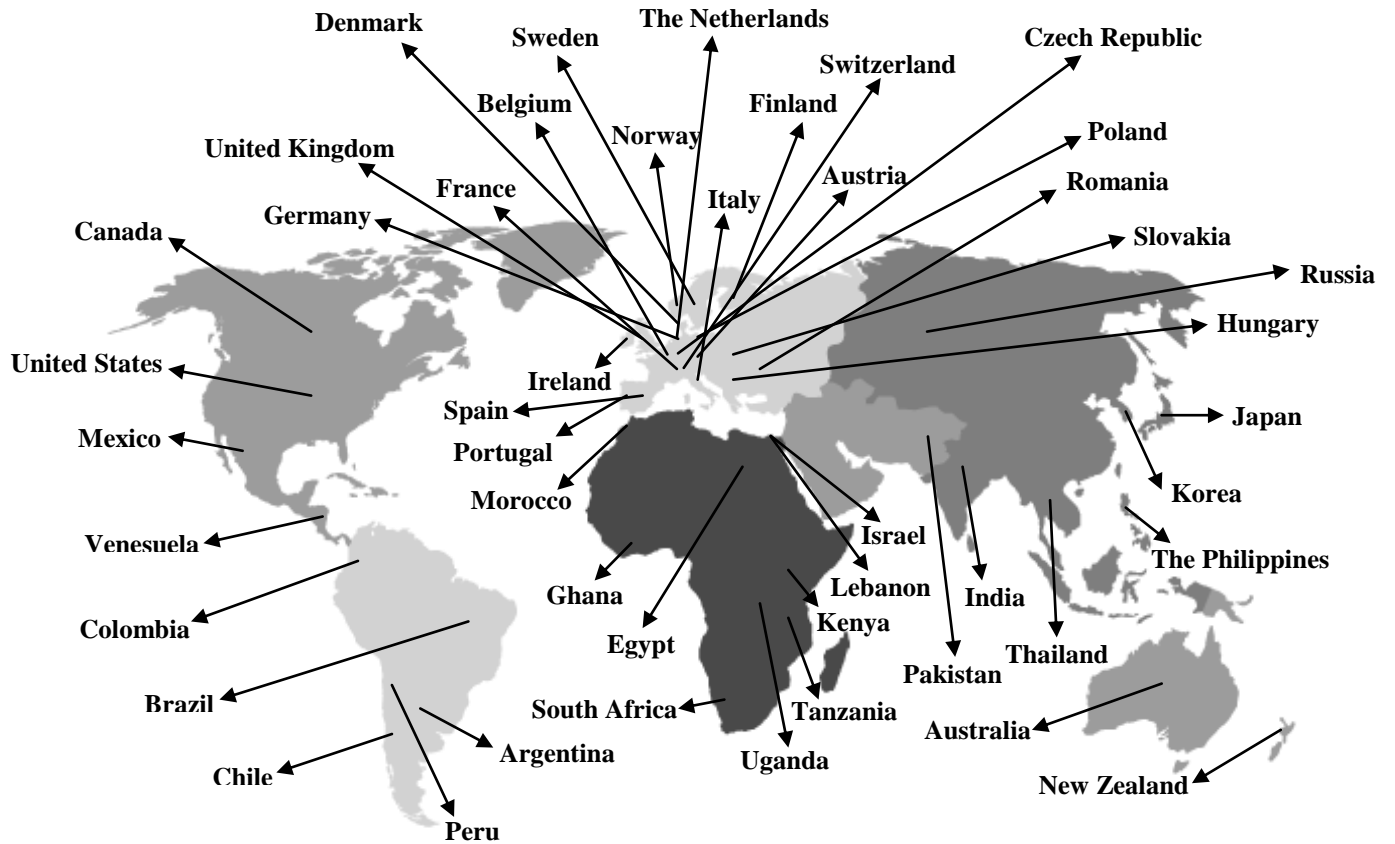 Denmark
Sweden
The Netherlands
Czech Republic
Switzerland
Belgium
Finland
Norway
Poland
United Kingdom
Austria
Romania
France
Italy
Germany
Canada
Slovakia
Russia
Hungary
United States
Ireland
Spain
Japan
Mexico
Portugal
Morocco
Korea
Venesuela
Israel
The Philippines
Lebanon
Ghana
India
Colombia
Kenya
Egypt
Thailand
Pakistan
Brazil
South Africa
Tanzania
Australia
Argentina
Uganda
Chile
New Zealand
Peru